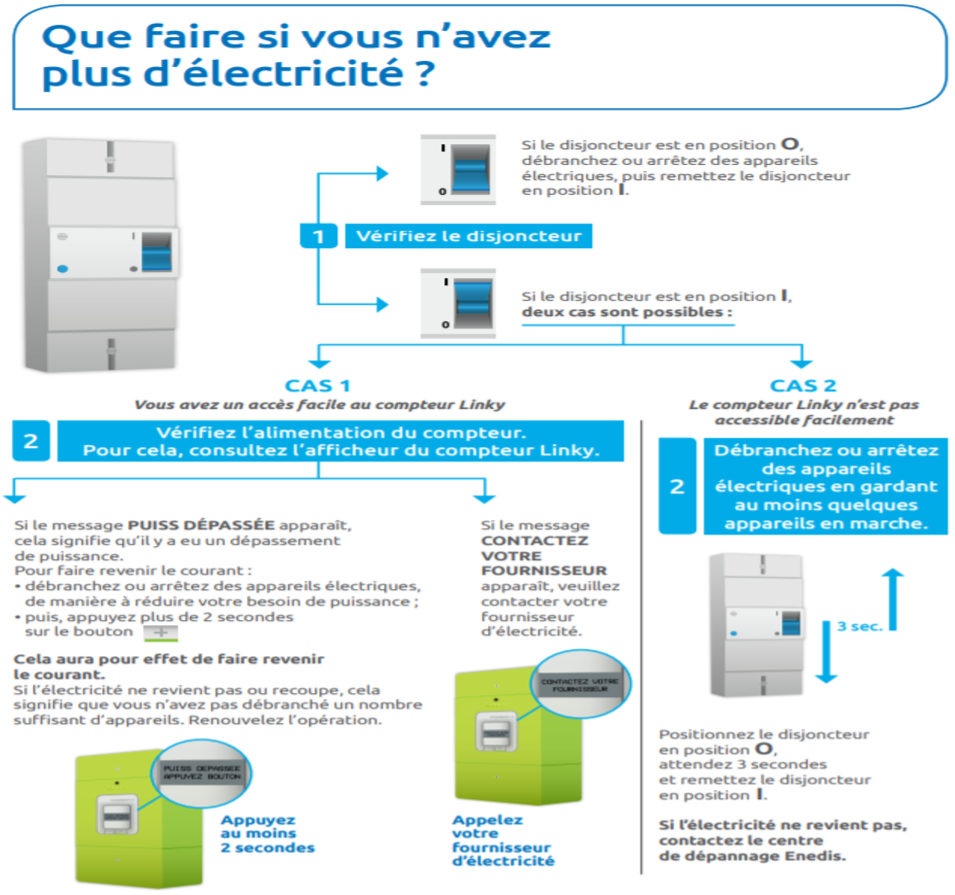 Que faire si vous n'avez
plus d'électricité ?
I
O
Si le disjoncteur est en position O,
débranchez ou arrêtez des appareils
électriques, puis remettez le disjoncteur
en position I.
1 Vérifiez le disjoncteur
I
O
Si le disjoncteur est en position I,
deux cas sont possibles :
CAS 1
Vous avez un accès facile au compteur Linky
2
Vérifiez l'alimentation du compteur.
Pour cela, consultez l'afficheur du compteur Linky.
Si le message PUISS DÉPASSÉE apparaît,
cela signifie qu'il y a eu un dépassement
de puissance.
Pour faire revenir le courant :
• débranchez ou arrêtez des appareils électriques,
de manière à réduire votre besoin de puissance ;
• puis, appuyez plus de 2 secondes
sur le bouton +
Cela aura pour effet de faire revenir
le courant.
Si l'électricité ne revient pas ou recoupe, cela
signifie que vous n'avez pas débranché un nombre
suffisant d'appareils. Renouvelez l'opération.
PUISS DEPASSEE
APPUYEZ BOUTON
Appuyez
au moins
2 secondes
Si le message
CONTACTEZ
VOTRE
FOURNISSEUR
apparaît, veuillez
contacter votre
fournisseur
d'électricité.
CONTACTEZ VOTRE
FOURNISSEUR
Appelez
votre
fournisseur
d'électricité
CAS 2
Le compteur Linky n'est pas
accessible facilement
2
Débranchez ou arrêtez
des appareils
électriques en gardant
au moins quelques
appareils en marche.
3 sec.
Positionnez le disjoncteur
en position O,
attendez 3 secondes
et remettez le disjoncteur
en position I.
Si l'électricité ne revient pas,
contactez le centre
de dépannage Enedis.